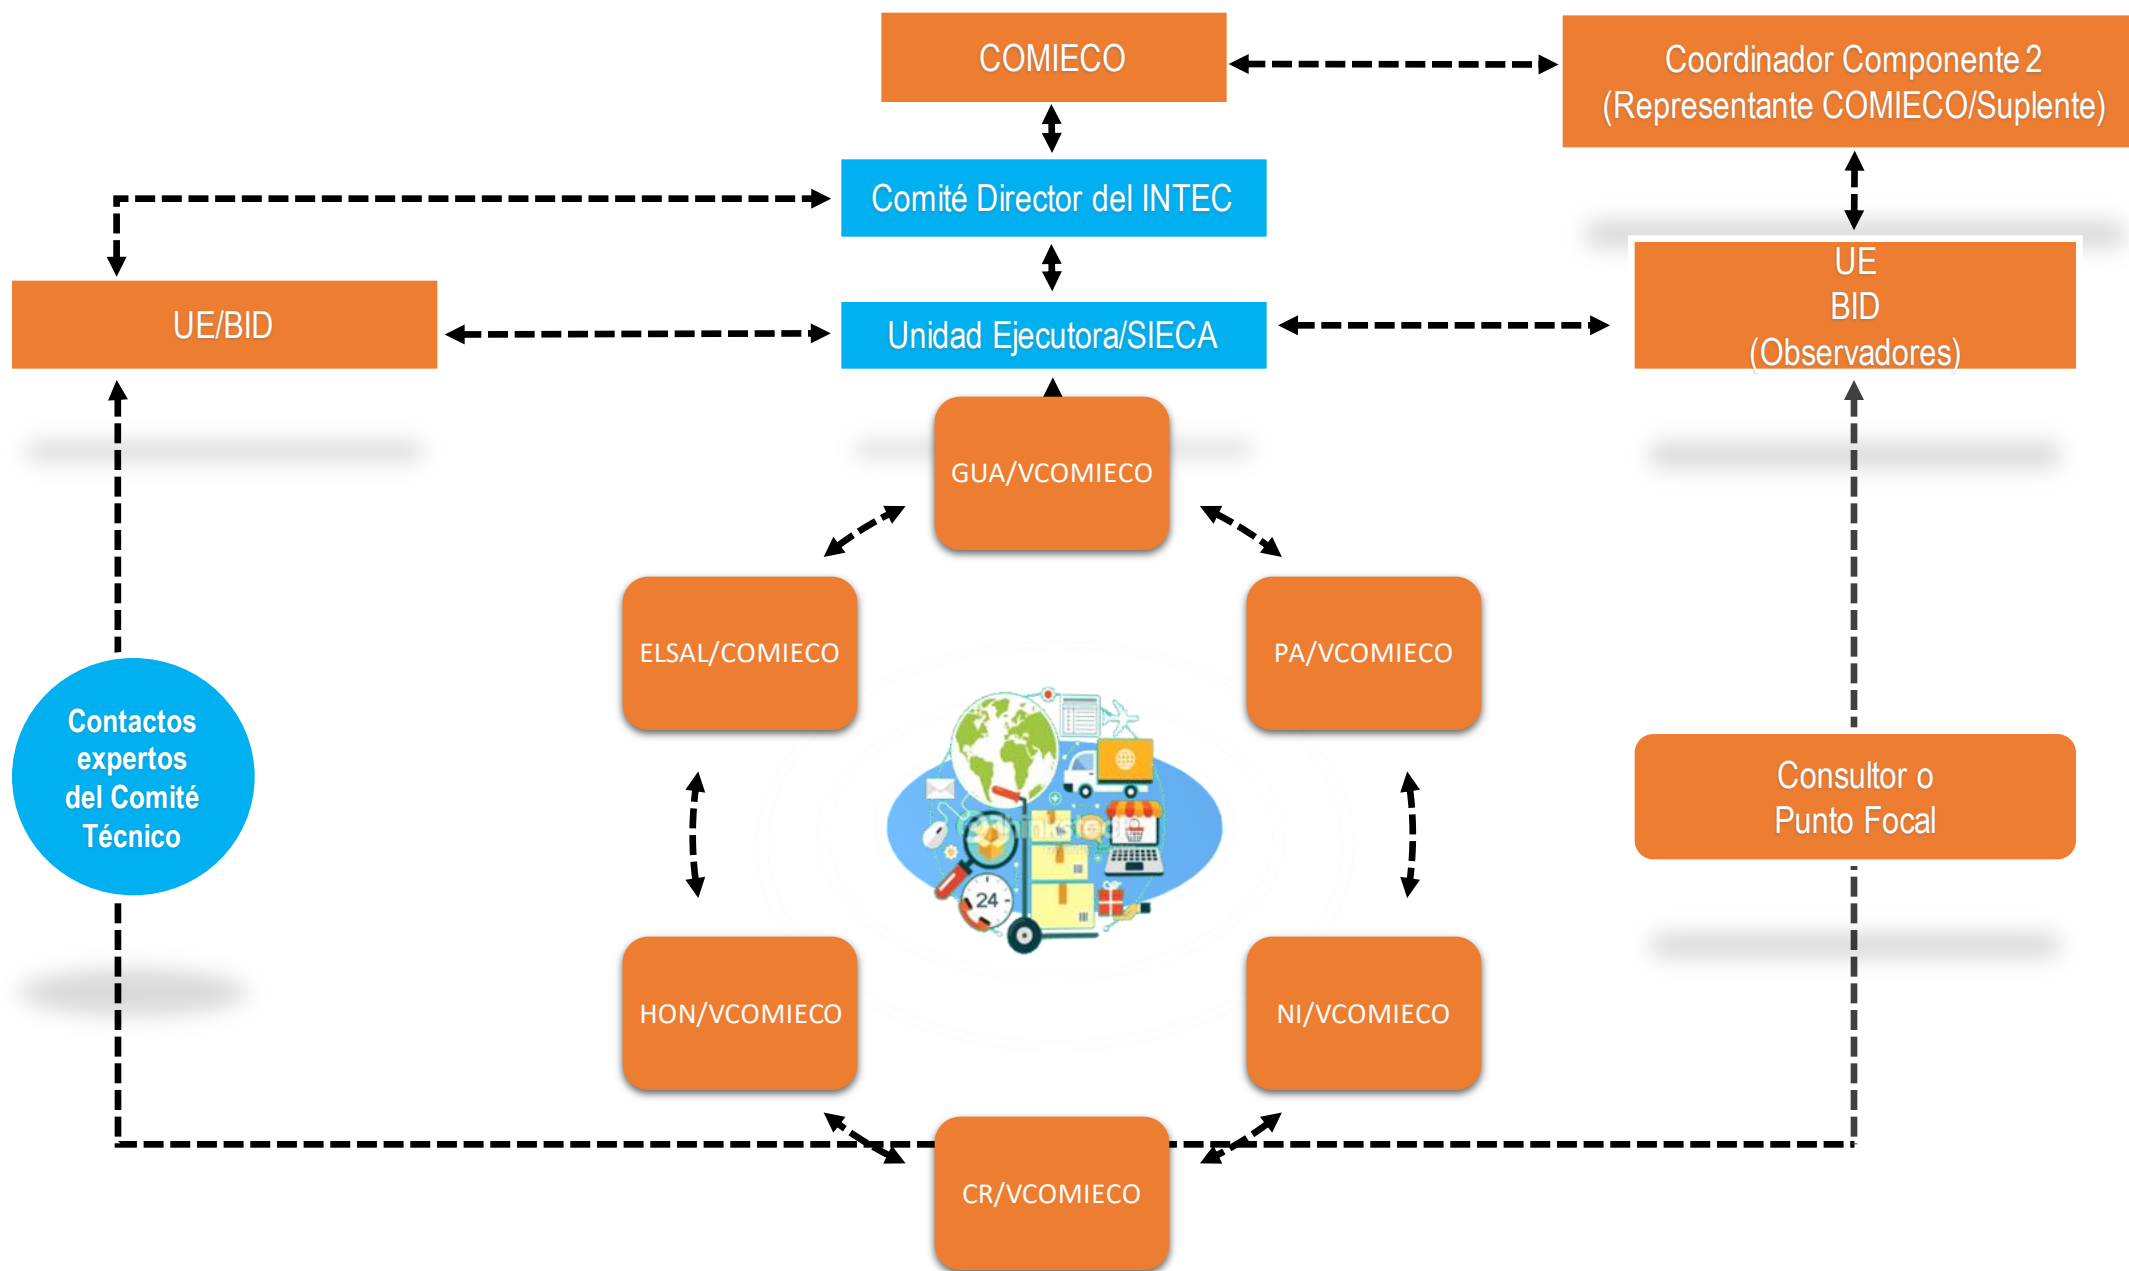 COMIECO
Coordinador Componente 2
(Representante COMIECO/Suplente)
Comité Director del INTEC
UE/BID
Unidad Ejecutora/SIECA
UE
BID
(Observadores)
GUA/VCOMIECO
ELSAL/COMIECO
PA/VCOMIECO
Contactos
expertos
del Comité
Técnico
Consultor o
Punto Focal
24
HON/VCOMIECO
NI/VCOMIECO
CR/VCOMIECO